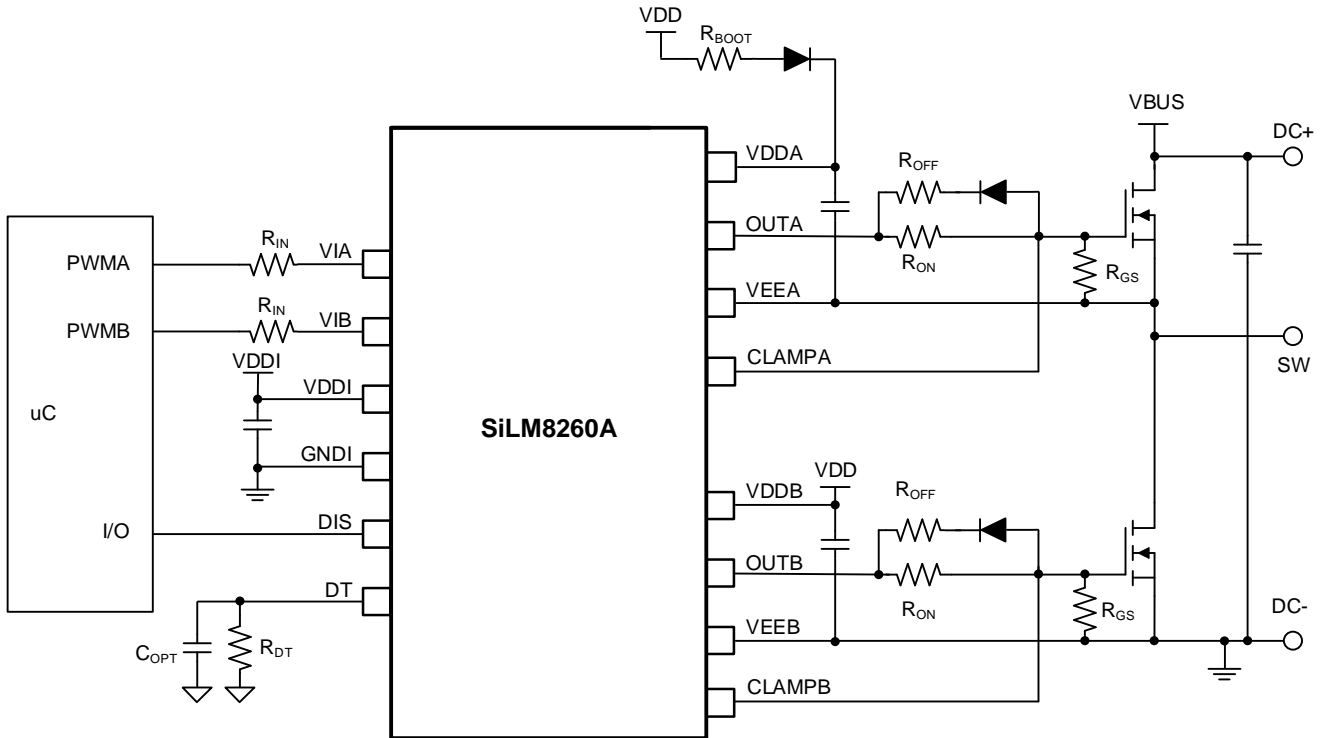 VDD
RBOOT
VBUS
DC+
VDDA
ROFF
OUTA
RON
RGS
VEEA
CLAMPA
SW
PWMA
RIN
VIA
PWMB
RIN
VIB
VDDI
VDDI
uC
GNDI
I/O
DIS
DT
COPT
RDT
SiLM8260A
VDD
VDDB
ROFF
OUTB
RON
RGS
VEEB
CLAMPB
DC-